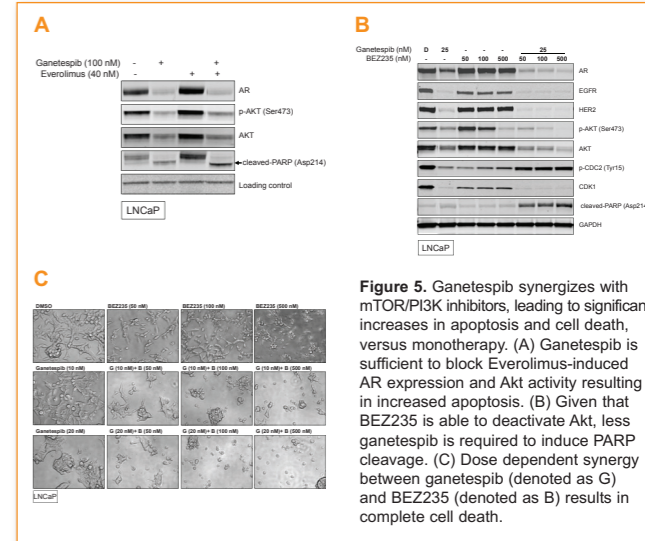 A
Ganetespib (100 nM) - + - +
Everolimus (40 nM) - - + +
AR
p-AKT (Ser473)
AKT
cleaved-PARP (Asp214)
Loading control
LNCaP
B
Ganetespib (nM) D 25 - - - 25
BEZ235 (nM) 50 100 500 50 100 500
AR
EGFR
HER2
p-AKT (Ser473)
AKT
p-CDC2 (Tyr15)
CDK1
cleaved-PARP (Asp214
GAPDH
LNCaP
C
DMSO BEZ235 (50 nM) BEZ235 (100 nM) BEZ235 (500 nM)
Ganetespib (10 nM) G (10 nM)+ B (50 nM) G (10 nM)+ B (100 nM) G (10 nM)+ B (500 nM)
Ganetespib (20 nM) G (20 nM)+ B (50 nM) G (20 nM)+ B (100 nM) G (20 nM)+ B (500 nM)
LNCaP
Figure 5. Ganetespib synergizes with
mTOR/PI3K inhibitors, leading to significan
increases in apoptosis and cell death,
versus monotherapy. (A) Ganetespib is
sufficient to block Everolimus-induced
AR expression and Akt activity resulting
in increased apoptosis. (B) Given that
BEZ235 is able to deactivate Akt, less
ganetespib is required to induce PARP
cleavage. (C) Dose dependent synergy
between ganetespib (denoted as G)
and BEZ235 (denoted as B) results in
complete cell death.